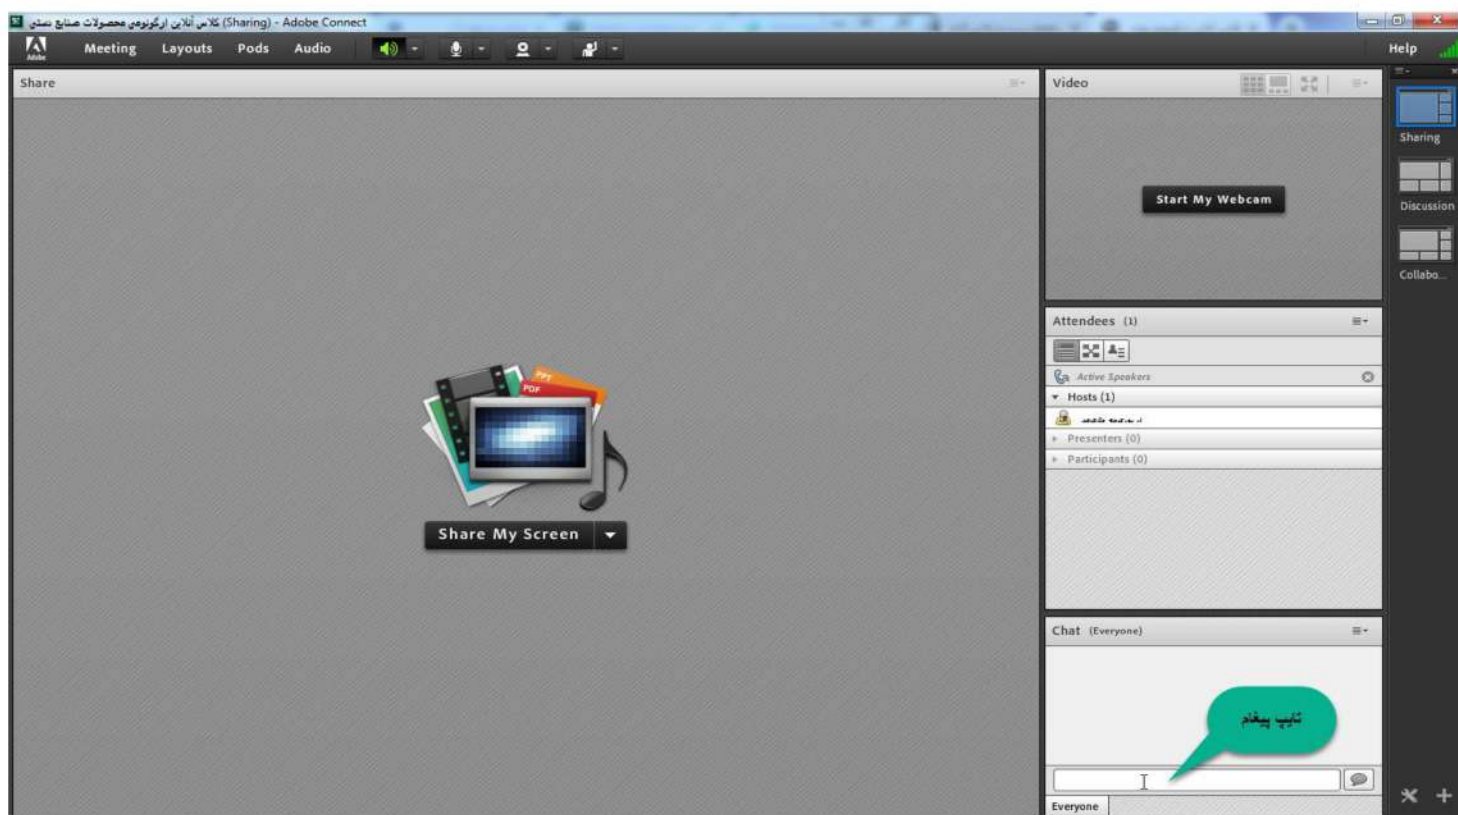 کلاس آنلاین ارگونومی محصولات صنایع دستی (Sharing) - Adobe Connect
Adobe
Meeting
Layouts
Pods
Audio
Help
Share
Video
Start My Webcam
Sharing
Discussion
Collabo...
Attendees (1)
Active Speakers
Hosts (1)
Presenters (0)
Participants (0)
PPT
PDF
Share My Screen
Chat (Everyone)
تایپ پیغام
Everyone